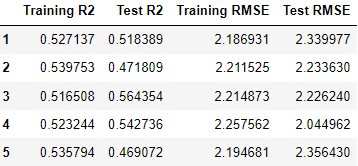 Training R2 Test R2 Training RMSE Test RMSE
1 0.527137 0.518389 2.186931 2.339977
2 0.539753 0.471809 2.211525 2.233630
3 0.516508 0.564354 2.214873 2.226240
4 0.523244 0.542736 2.257562 2.044962
5 0.535794 0.469072 2.194681 2.356430